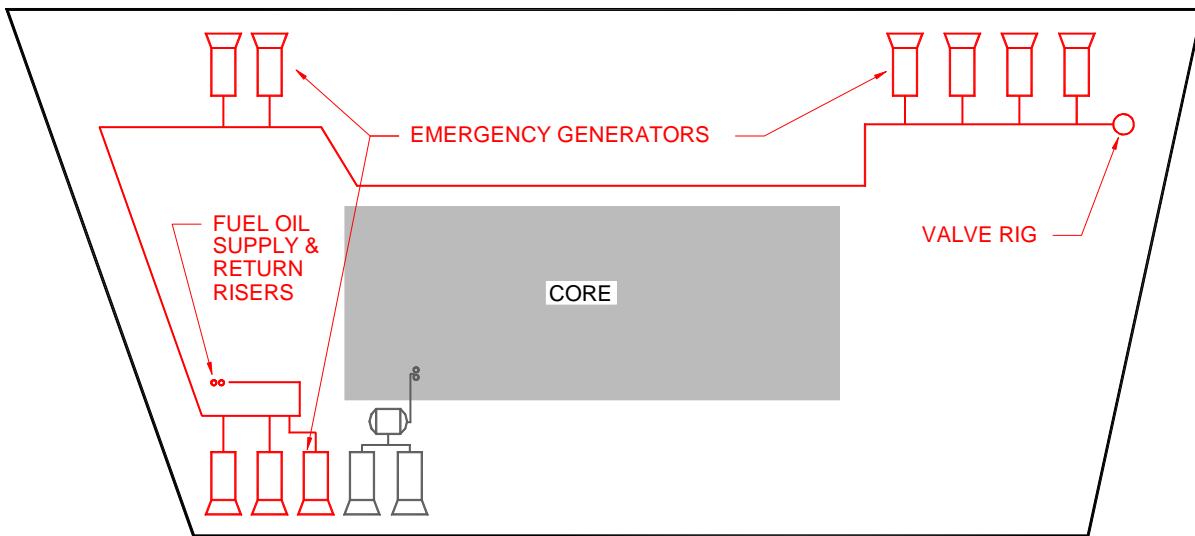 EMERGENCY GENERATORS
FUEL OIL
SUPPLY &
RETURN
RISERS
VALVE RIG
CORE